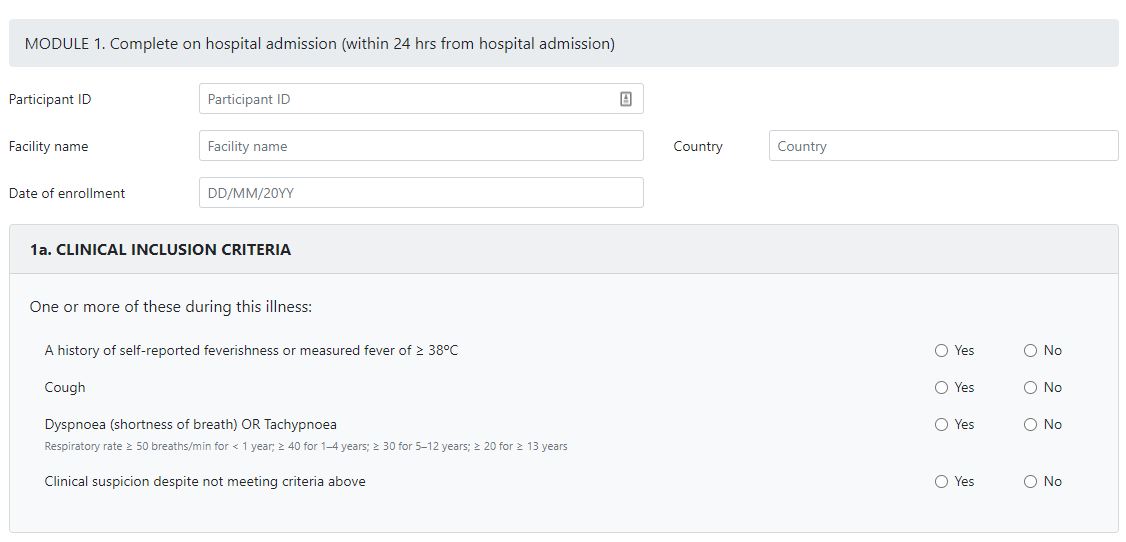 MODULE 1. Complete on hospital admission (within 24 hrs from hospital admission)
Participant ID Participant ID
Facility name Facility name Country Country
Date of enrollment DD/MM/20YY
1a. CLINICAL INCLUSION CRITERIA
One or more of these during this illness:
A history of self-reported feverishness or measured fever of ≥ 38ºC Yes No
Cough Yes No
Dyspnoea (shortness of breath) OR Tachypnoea Yes No
Respiratory rate ≥ 50 breaths/min for < 1 year; ≥ 40 for 1–4 years; ≥ 30 for 5–12 years; ≥ 20 for ≥ 13 years
Clinical suspicion despite not meeting criteria above Yes No